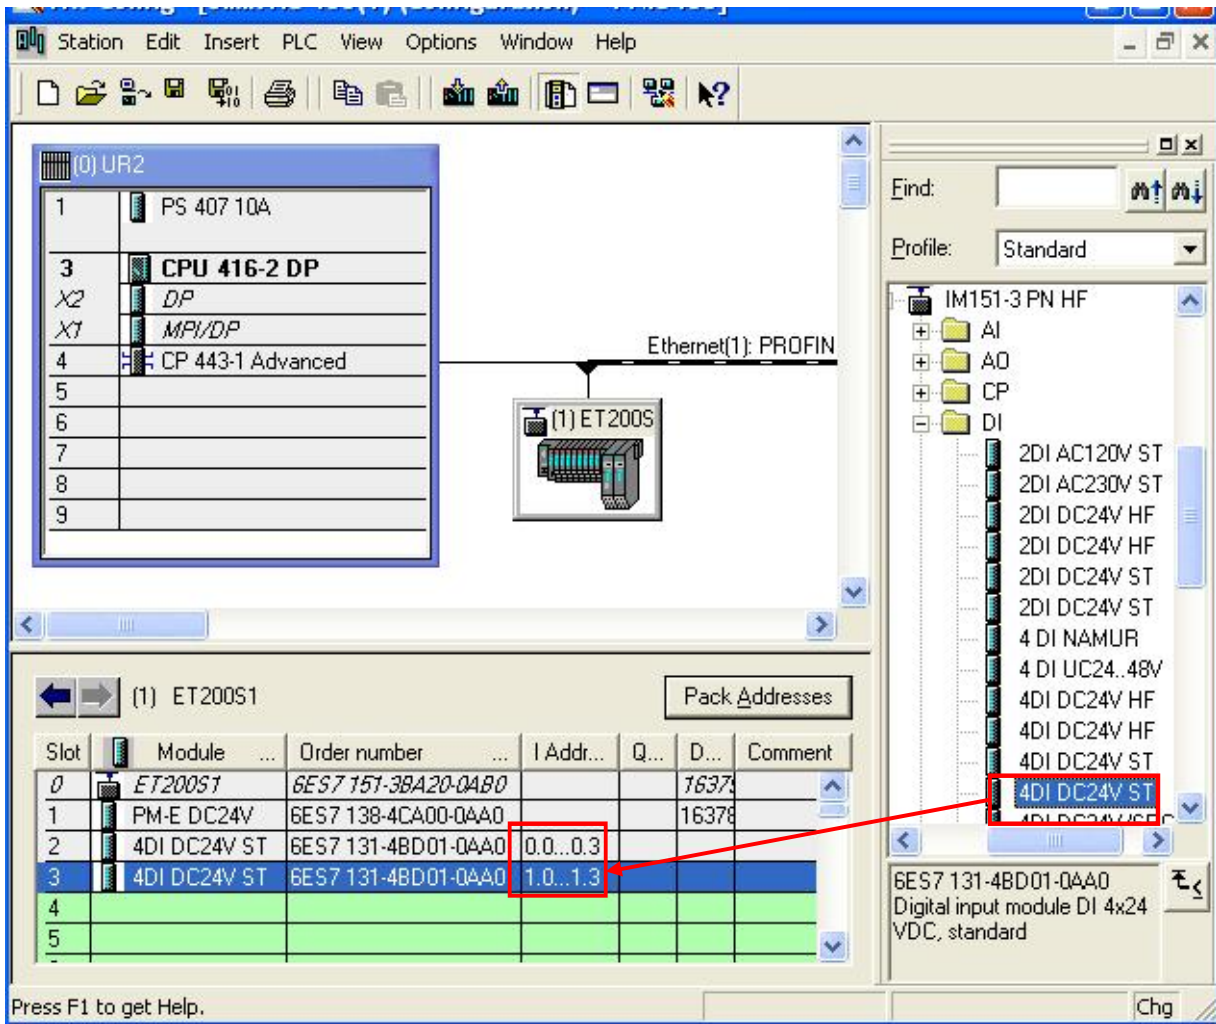 Station Edit Insert PLC View Options Window Help
(0) UR2
1 PS 407 10A
3 CPU 416-2 DP
X2 DP
X1 MPI/DP
4 CP 443-1 Advanced
5
6
7
8
9
Ethernet(1): PROFIN
(1) ET200S
Find:
Profile: Standard
IM151-3 PN HF
AI
AO
CP
DI
2DI AC120V ST
2DI AC230V ST
2DI DC24V HF
2DI DC24V HF
2DI DC24V ST
2DI DC24V ST
4 DI NAMUR
4 DI UC24..48V
4DI DC24V HF
4DI DC24V HF
4DI DC24V ST
4DI DC24V ST
6ES7 131-4BD01-0AA0
Digital input module DI 4x24
VDC, standard
(1) ET200S1
Pack Addresses
Slot Module ... Order number ... I Addr... Q... D... Comment
0 ET200S1 6ES7 151-3BA20-0AB0 1637
1 PM-E DC24V 6ES7 138-4CA00-0AA0 16378
2 4DI DC24V ST 6ES7 131-4BD01-0AA0 0.0...0.3
3 4DI DC24V ST 6ES7 131-4BD01-0AA0 1.0...1.3
4
5
Press F1 to get Help.
Chg